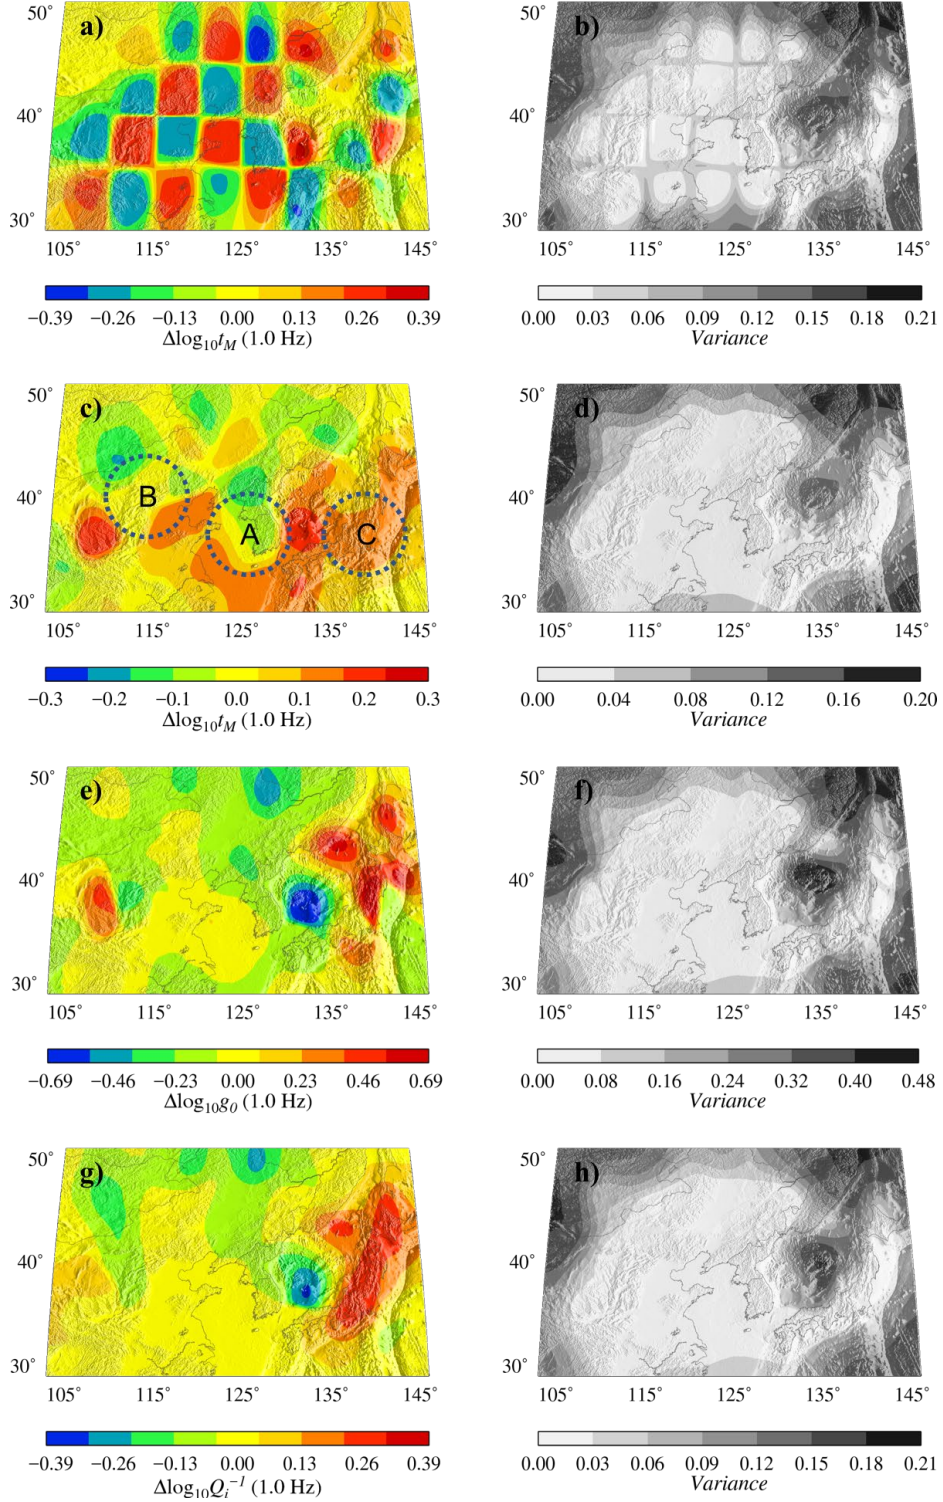 50° a) 50° b)
40° 40°
30° 30°
105° 115° 125° 135° 145° 105° 115° 125° 135° 145°
−0.39 −0.26 −0.13 0.00 0.13 0.26 0.39 0.00 0.03 0.06 0.09 0.12 0.15 0.18 0.21
Δlog10tM (1.0 Hz) Variance
50° c) 50° d)
40° B 40°
A C
30° 30°
105° 115° 125° 135° 145° 105° 115° 125° 135° 145°
−0.3 −0.2 −0.1 0.0 0.1 0.2 0.3 0.00 0.04 0.08 0.12 0.16 0.20
Δlog10tM (1.0 Hz) Variance
50° e) 50° f)
40° 40°
30° 30°
105° 115° 125° 135° 145° 105° 115° 125° 135° 145°
−0.69 −0.46 −0.23 0.00 0.23 0.46 0.69 0.00 0.08 0.16 0.24 0.32 0.40 0.48
Δlog10g0 (1.0 Hz) Variance
50° g) 50° h)
40° 40°
30° 30°
105° 115° 125° 135° 145° 105° 115° 125° 135° 145°
−0.39 −0.26 −0.13 0.00 0.13 0.26 0.39 0.00 0.03 0.06 0.09 0.12 0.15 0.18 0.21
Δlog10Qi−1 (1.0 Hz) Variance